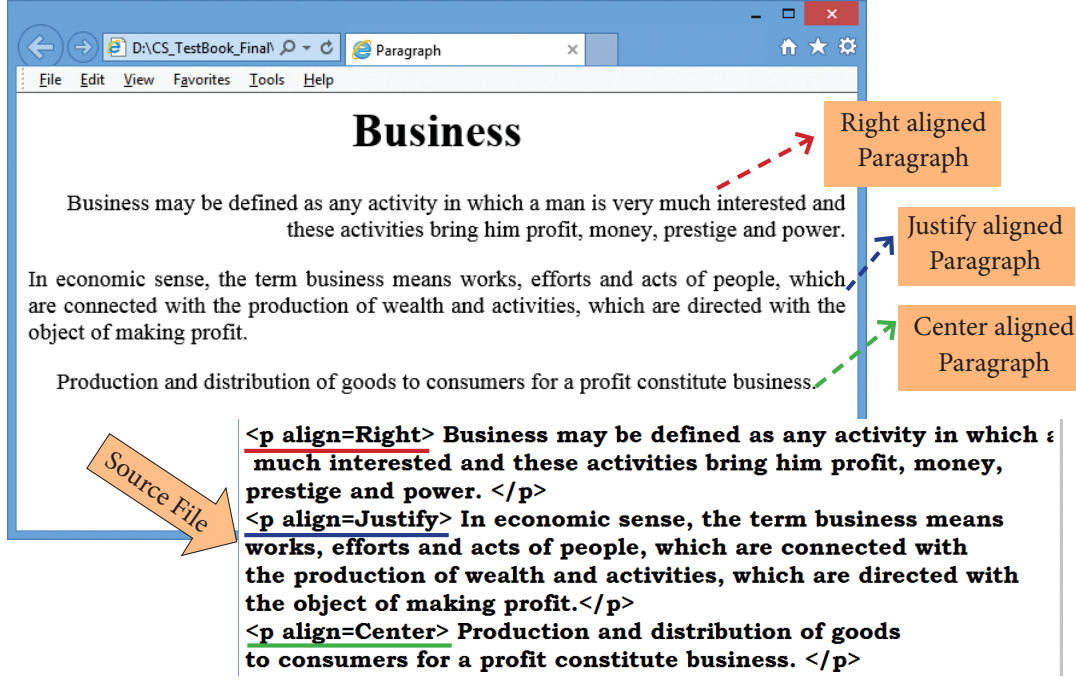 D:\CS_TestBook_Final\
Paragraph
File Edit View Favorites Tools Help
Business
Business may be defined as any activity in which a man is very much interested and
these activities bring him profit, money, prestige and power.
In economic sense, the term business means works, efforts and acts of people, which
are connected with the production of wealth and activities, which are directed with the
object of making profit.
Production and distribution of goods to consumers for a profit constitute business.
Right aligned
Paragraph
Justify aligned
Paragraph
Center aligned
Paragraph
Source File
<p align=Right> Business may be defined as any activity in which a
much interested and these activities bring him profit, money,
prestige and power. </p>
<p align=Justify> In economic sense, the term business means
works, efforts and acts of people, which are connected with
the production of wealth and activities, which are directed with
the object of making profit.</p>
<p align=Center> Production and distribution of goods
to consumers for a profit constitute business. </p>